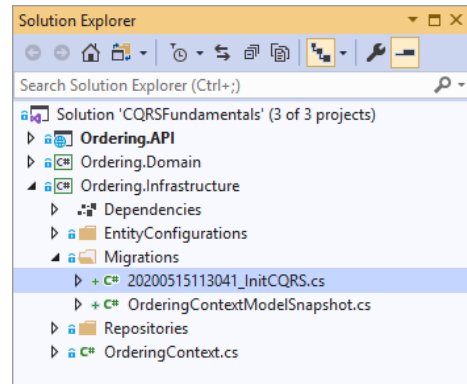 Solution Explorer
Search Solution Explorer (Ctrl+;)
Solution 'CQRSFundamentals' (3 of 3 projects)
Ordering.API
C# Ordering.Domain
C# Ordering.Infrastructure
Dependencies
EntityConfigurations
Migrations
+ C# 20200515113041_InitCQRS.cs
+ C# OrderingContextModelSnapshot.cs
Repositories
C# OrderingContext.cs